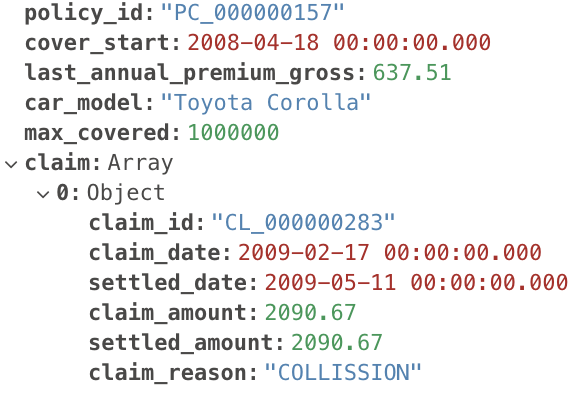 policy_id: "PC_000000157"
cover_start: 2008-04-18 00:00:00.000
last_annual_premium_gross: 637.51
car_model: "Toyota Corolla"
max_covered: 1000000
claim: Array
0: Object
claim_id: "CL_000000283"
claim_date: 2009-02-17 00:00:00.000
settled_date: 2009-05-11 00:00:00.000
claim_amount: 2090.67
settled_amount: 2090.67
claim_reason: "COLLISSION"